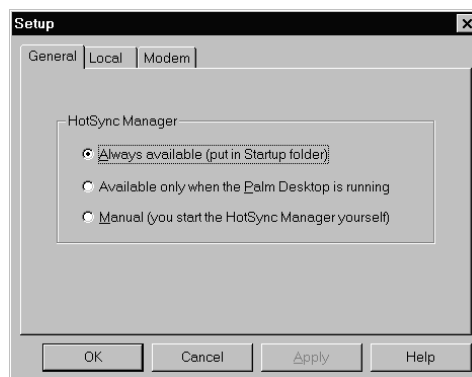 Setup
General Local Modem
HotSync Manager
Always available (put in Startup folder)
Available only when the Palm Desktop is running
Manual (you start the HotSync Manager yourself)
OK Cancel Apply Help